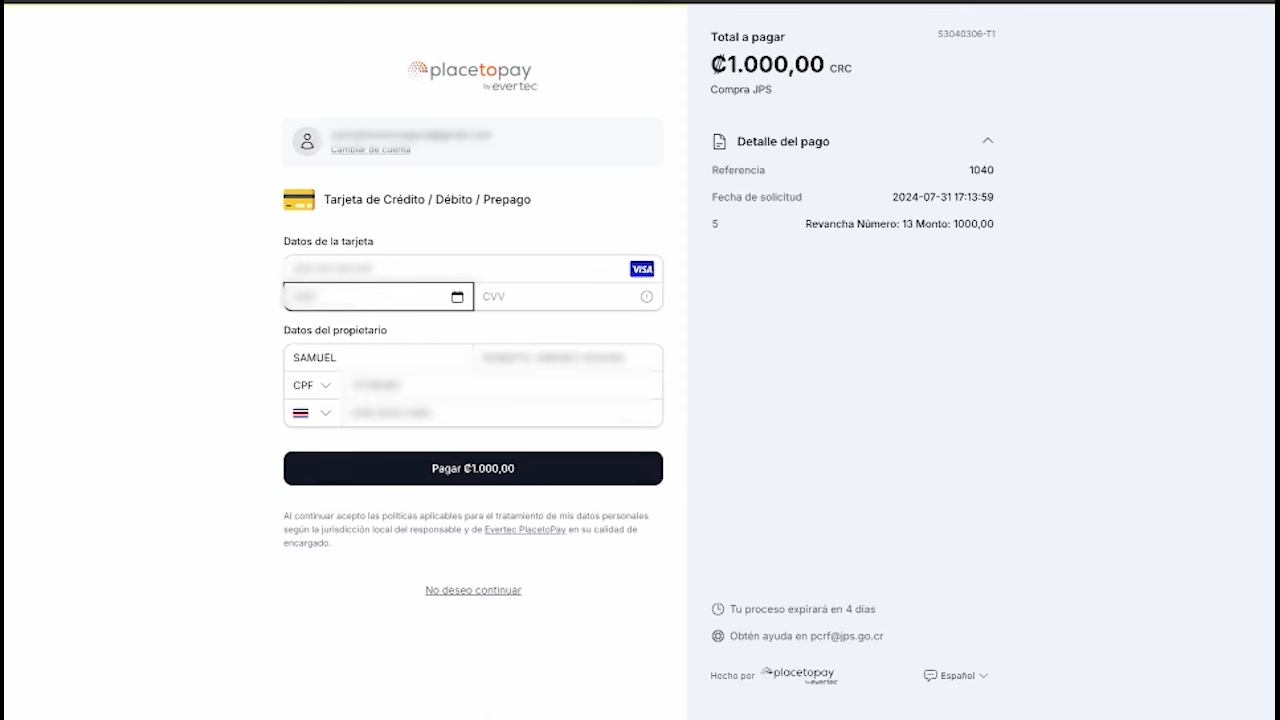 placetopay
by evertec
Cambiar de cuenta
Tarjeta de Crédito / Débito / Prepago
Datos de la tarjeta
VISA
CVV
Datos del propietario
SAMUEL
CPF
Pagar ₡1.000,00
Al continuar acepto las políticas aplicables para el tratamiento de mis datos personales
según la jurisdicción local del responsable y de Evertec PlacetoPay en su calidad de
encargado.
No deseo continuar
Total a pagar
S3040306-T1
₡1.000,00 CRC
Compra JPS
Detalle del pago
Referencia 1040
Fecha de solicitud 2024-07-31 17:13:59
5 Revancha Número: 13 Monto: 1000,00
Tu proceso expirará en 4 días
Obtén ayuda en pcrf@jps.go.cr
Hecho por placetopay
by evertec
Español